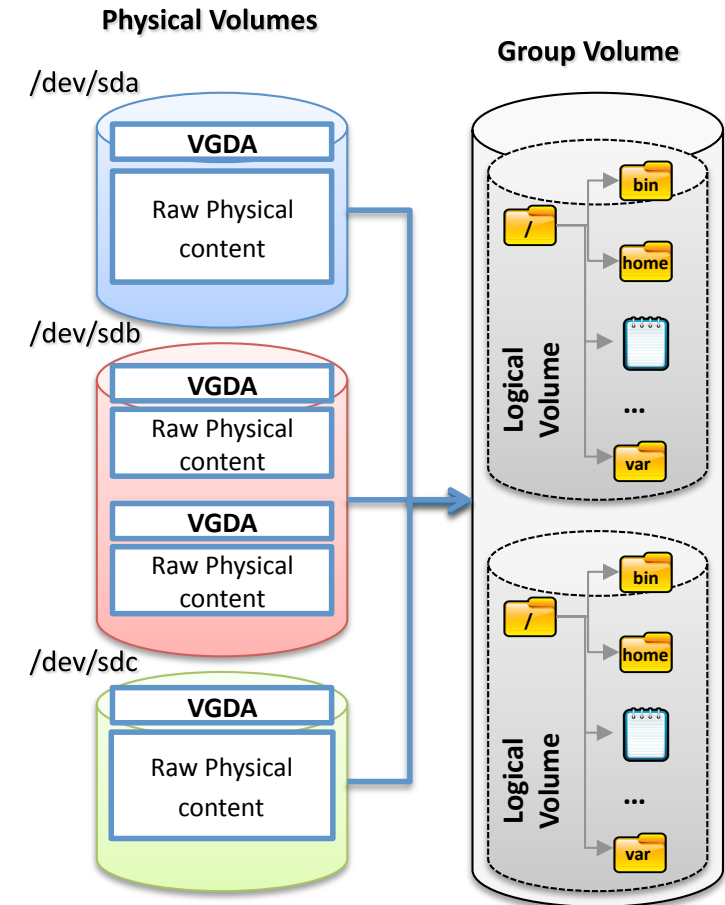 Physical Volumes
/dev/sda
VGDA
Raw Physical
content
/dev/sdb
VGDA
Raw Physical
content
VGDA
Raw Physical
content
/dev/sdc
VGDA
Raw Physical
content
Group Volume
bin
/
home
...
var
Logical
Volume
bin
/
home
...
var
Logical
Volume